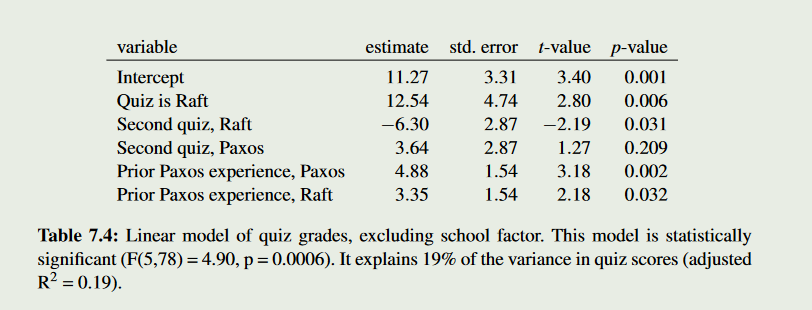 variable estimate std. error t-value p-value
Intercept 11.27 3.31 3.40 0.001
Quiz is Raft 12.54 4.74 2.80 0.006
Second quiz, Raft −6.30 2.87 −2.19 0.031
Second quiz, Paxos 3.64 2.87 1.27 0.209
Prior Paxos experience, Paxos 4.88 1.54 3.18 0.002
Prior Paxos experience, Raft 3.35 1.54 2.18 0.032
Table 7.4: Linear model of quiz grades, excluding school factor. This model is statistically
significant (F(5,78) = 4.90, p = 0.0006). It explains 19% of the variance in quiz scores (adjusted
R² = 0.19).